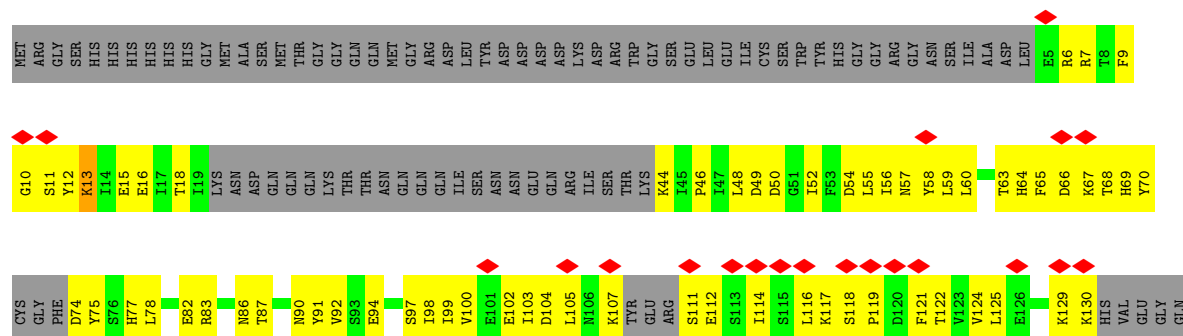 MET ARG GLY SER HIS HIS HIS HIS HIS HIS GLY MET ALA SER MET THR GLY GLY GLN GLN MET GLY ARG ASP LEU TYR ASP ASP ASP ASP LYS ASP ARG TRP GLY SER GLU LEU GLU ILE CYS SER TRP TYR HIS GLY GLY ARG GLY ASN SER ILE ALA ASP LEU E5 R6 R7 T8 F9
G10 S11 Y12 K13 I14 E15 E16 I17 T18 I19 LYS ASN ASP GLN GLN GLN LYS THR THR ASN GLN GLN GLN ILE SER ASN ASN GLU GLN ARG ILE SER THR LYS K44 I45 P46 I47 L48 D49 D50 G51 I52 F53 D54 L55 I56 N57 Y58 L59 L60 T63 H64 F65 D66 K67 T68 H69 Y70
CYS GLY PHE D74 Y75 S76 H77 L78 E82 R83 N86 T87 N90 Y91 V92 S93 E94 S97 I98 I99 V100 E101 E102 I103 D104 L105 N106 K107 TYR GLU ARG S111 E112 S113 I114 S115 L116 K117 S118 P119 D120 F121 T122 V123 V124 L125 E126 K129 K130 HIS VAL GLU GLY GLN